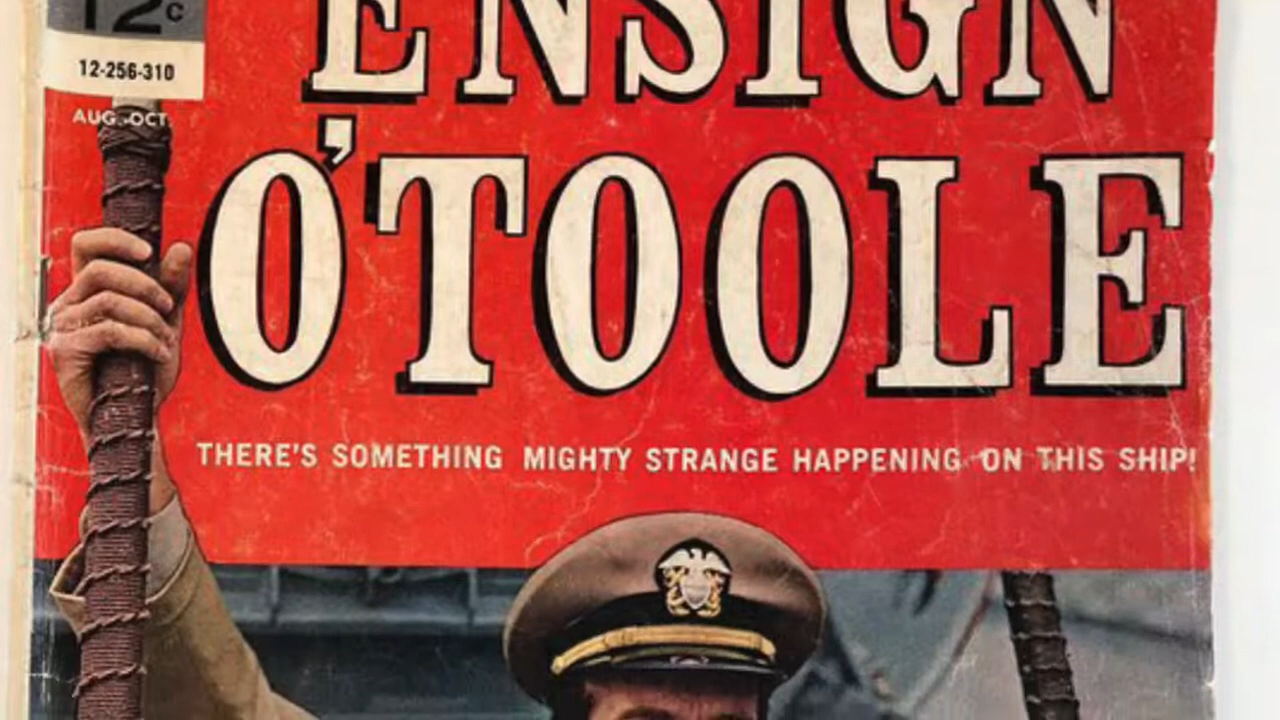 12c
ENSIGN
12-256-310
AUG.-OCT.
O'TOOLE
THERE'S SOMETHING MIGHTY STRANGE HAPPENING ON THIS SHIP!